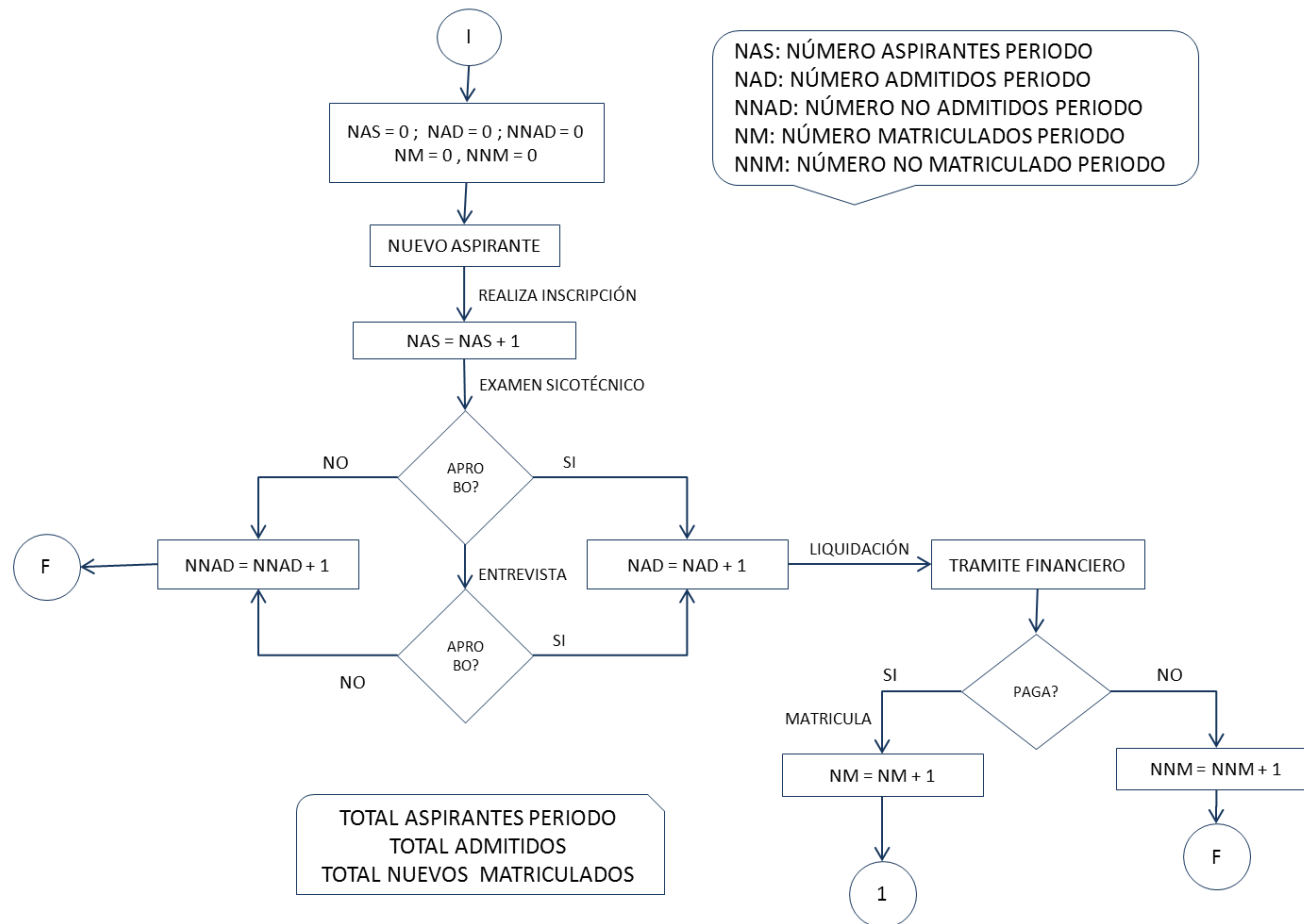 I
NAS: NÚMERO ASPIRANTES PERIODO
NAD: NÚMERO ADMITIDOS PERIODO
NNAD: NÚMERO NO ADMITIDOS PERIODO
NM: NÚMERO MATRICULADOS PERIODO
NNM: NÚMERO NO MATRICULADO PERIODO
NAS = 0 ; NAD = 0 ; NNAD = 0
NM = 0 , NNM = 0
NUEVO ASPIRANTE
REALIZA INSCRIPCIÓN
NAS = NAS + 1
EXAMEN SICOTÉCNICO
NO
APRO
BO?
SI
F
NNAD = NNAD + 1
ENTREVISTA
NAD = NAD + 1
LIQUIDACIÓN
TRAMITE FINANCIERO
NO
APRO
BO?
SI
SI
PAGA?
NO
MATRICULA
NM = NM + 1
NNM = NNM + 1
1
F
TOTAL ASPIRANTES PERIODO
TOTAL ADMITIDOS
TOTAL NUEVOS MATRICULADOS